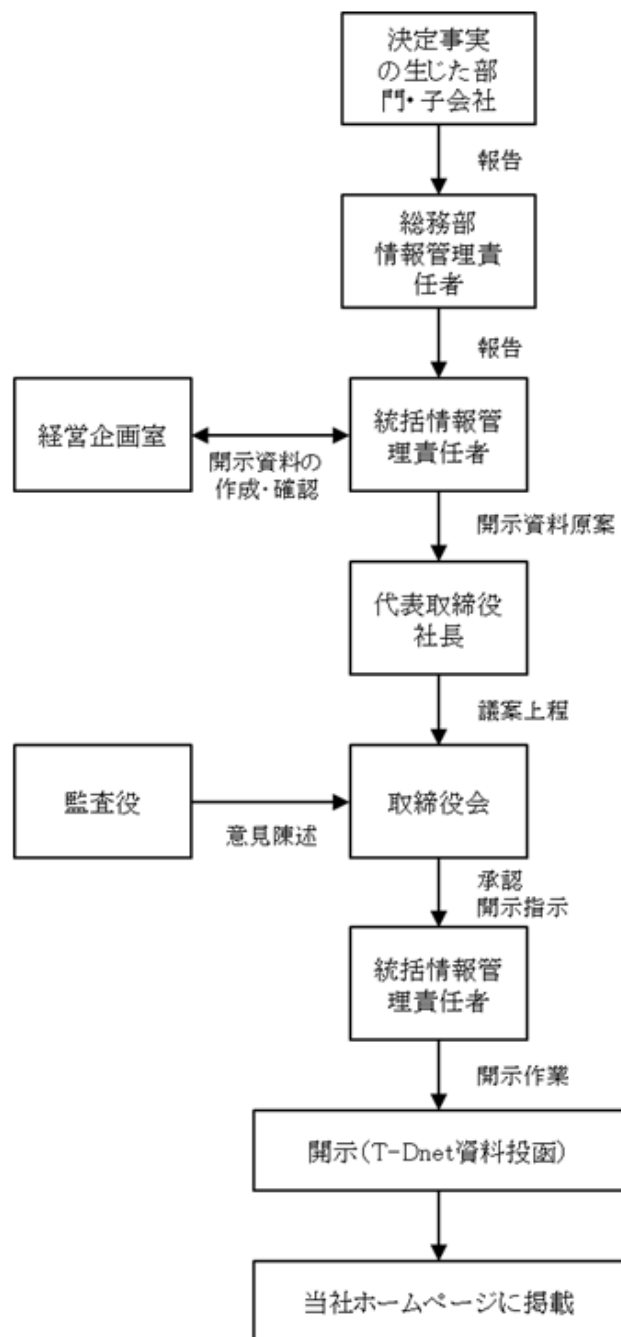 決定事実
の生じた部
門・子会社
報告
総務部
情報管理責
任者
報告
経営企画室
統括情報管
理責任者
開示資料の
作成・確認
開示資料原案
代表取締役
社長
議案上程
監査役
取締役会
意見陳述
承認
開示指示
統括情報管
理責任者
開示作業
開示(T-Dnet資料投函)
当社ホームページに掲載